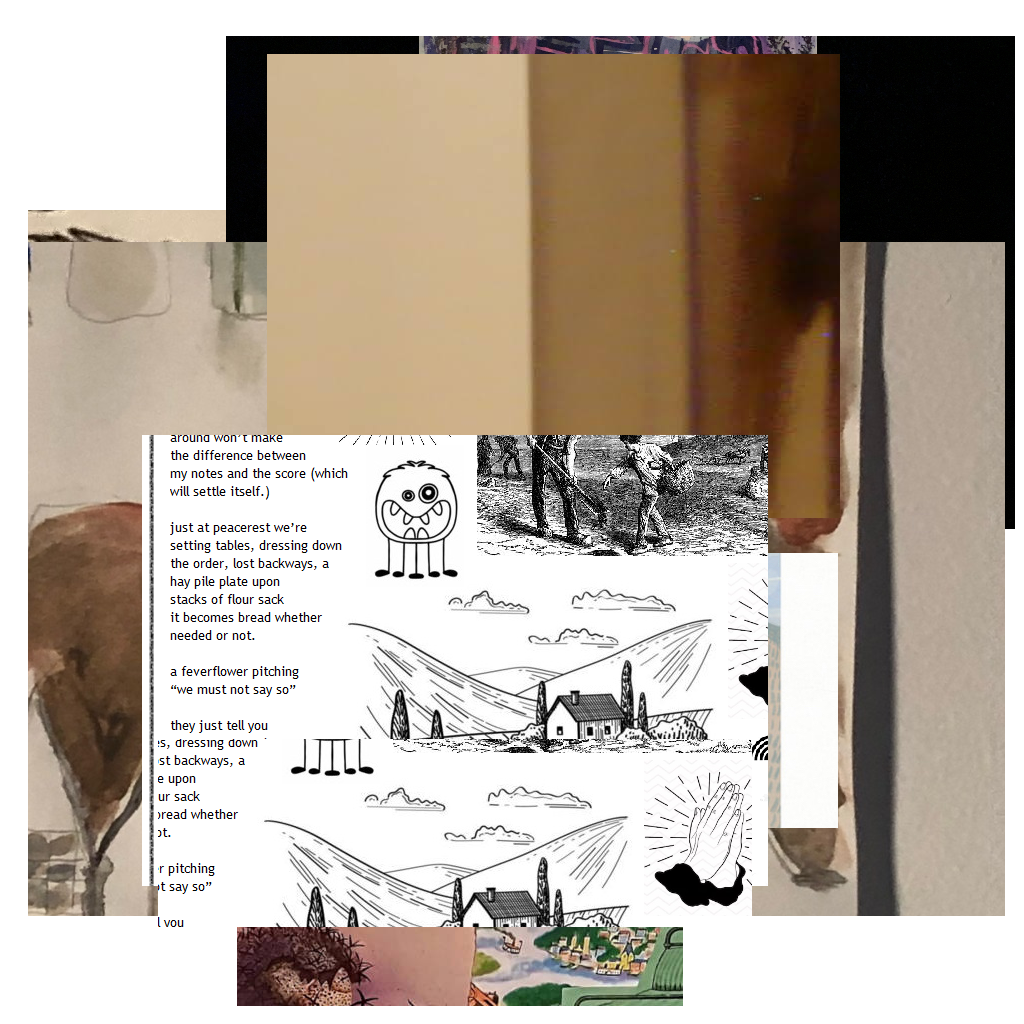 around won't make
the difference between
my notes and the score (which
will settle itself.)
just at peacerest we're
setting tables, dressing down
the order, lost backways, a
hay pile plate upon
stacks of flour sack
it becomes bread whether
needed or not.
a feverflower pitching
“we must not say so”
they just tell you
es, dressing down
ost backways, a
e upon
ur sack
bread whether
ot.
r pitching
ot say so”
l you